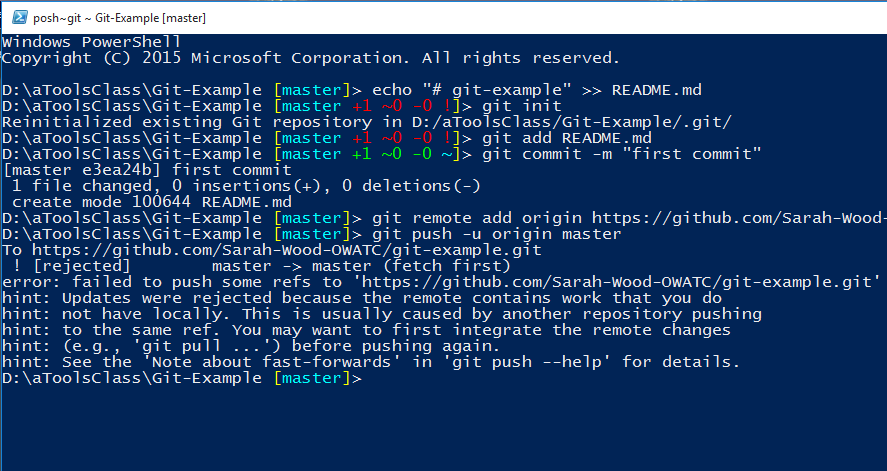 posh~git ~ Git-Example [master]
Windows PowerShell
Copyright (C) 2015 Microsoft Corporation. All rights reserved.
D:\aToolsClass\Git-Example [master]> echo "# git-example" >> README.md
D:\aToolsClass\Git-Example [master +1 ~0 -0 !]> git init
Reinitialized existing Git repository in D:/aToolsClass/Git-Example/.git/
D:\aToolsClass\Git-Example [master +1 ~0 -0 !]> git add README.md
D:\aToolsClass\Git-Example [master +1 ~0 -0 ~]> git commit -m "first commit"
[master e3ea24b] first commit
 1 file changed, 0 insertions(+), 0 deletions(-)
 create mode 100644 README.md
D:\aToolsClass\Git-Example [master]> git remote add origin https://github.com/Sarah-Wood-
D:\aToolsClass\Git-Example [master]> git push -u origin master
To https://github.com/Sarah-Wood-OWATC/git-example.git
 ! [rejected]        master -> master (fetch first)
error: failed to push some refs to 'https://github.com/Sarah-Wood-OWATC/git-example.git'
hint: Updates were rejected because the remote contains work that you do
hint: not have locally. This is usually caused by another repository pushing
hint: to the same ref. You may want to first integrate the remote changes
hint: (e.g., 'git pull ...') before pushing again.
hint: See the 'Note about fast-forwards' in 'git push --help' for details.
D:\aToolsClass\Git-Example [master]>